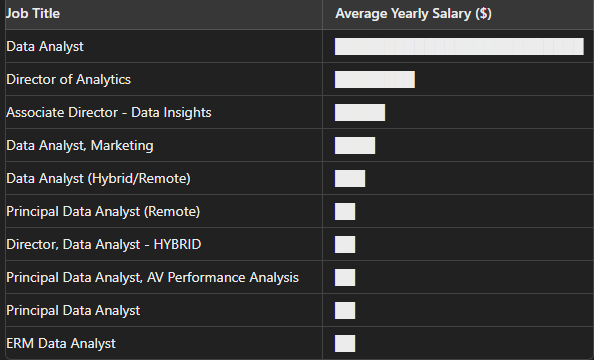 Job Title Average Yearly Salary ($)
Data Analyst
Director of Analytics
Associate Director - Data Insights
Data Analyst, Marketing
Data Analyst (Hybrid/Remote)
Principal Data Analyst (Remote)
Director, Data Analyst - HYBRID
Principal Data Analyst, AV Performance Analysis
Principal Data Analyst
ERM Data Analyst